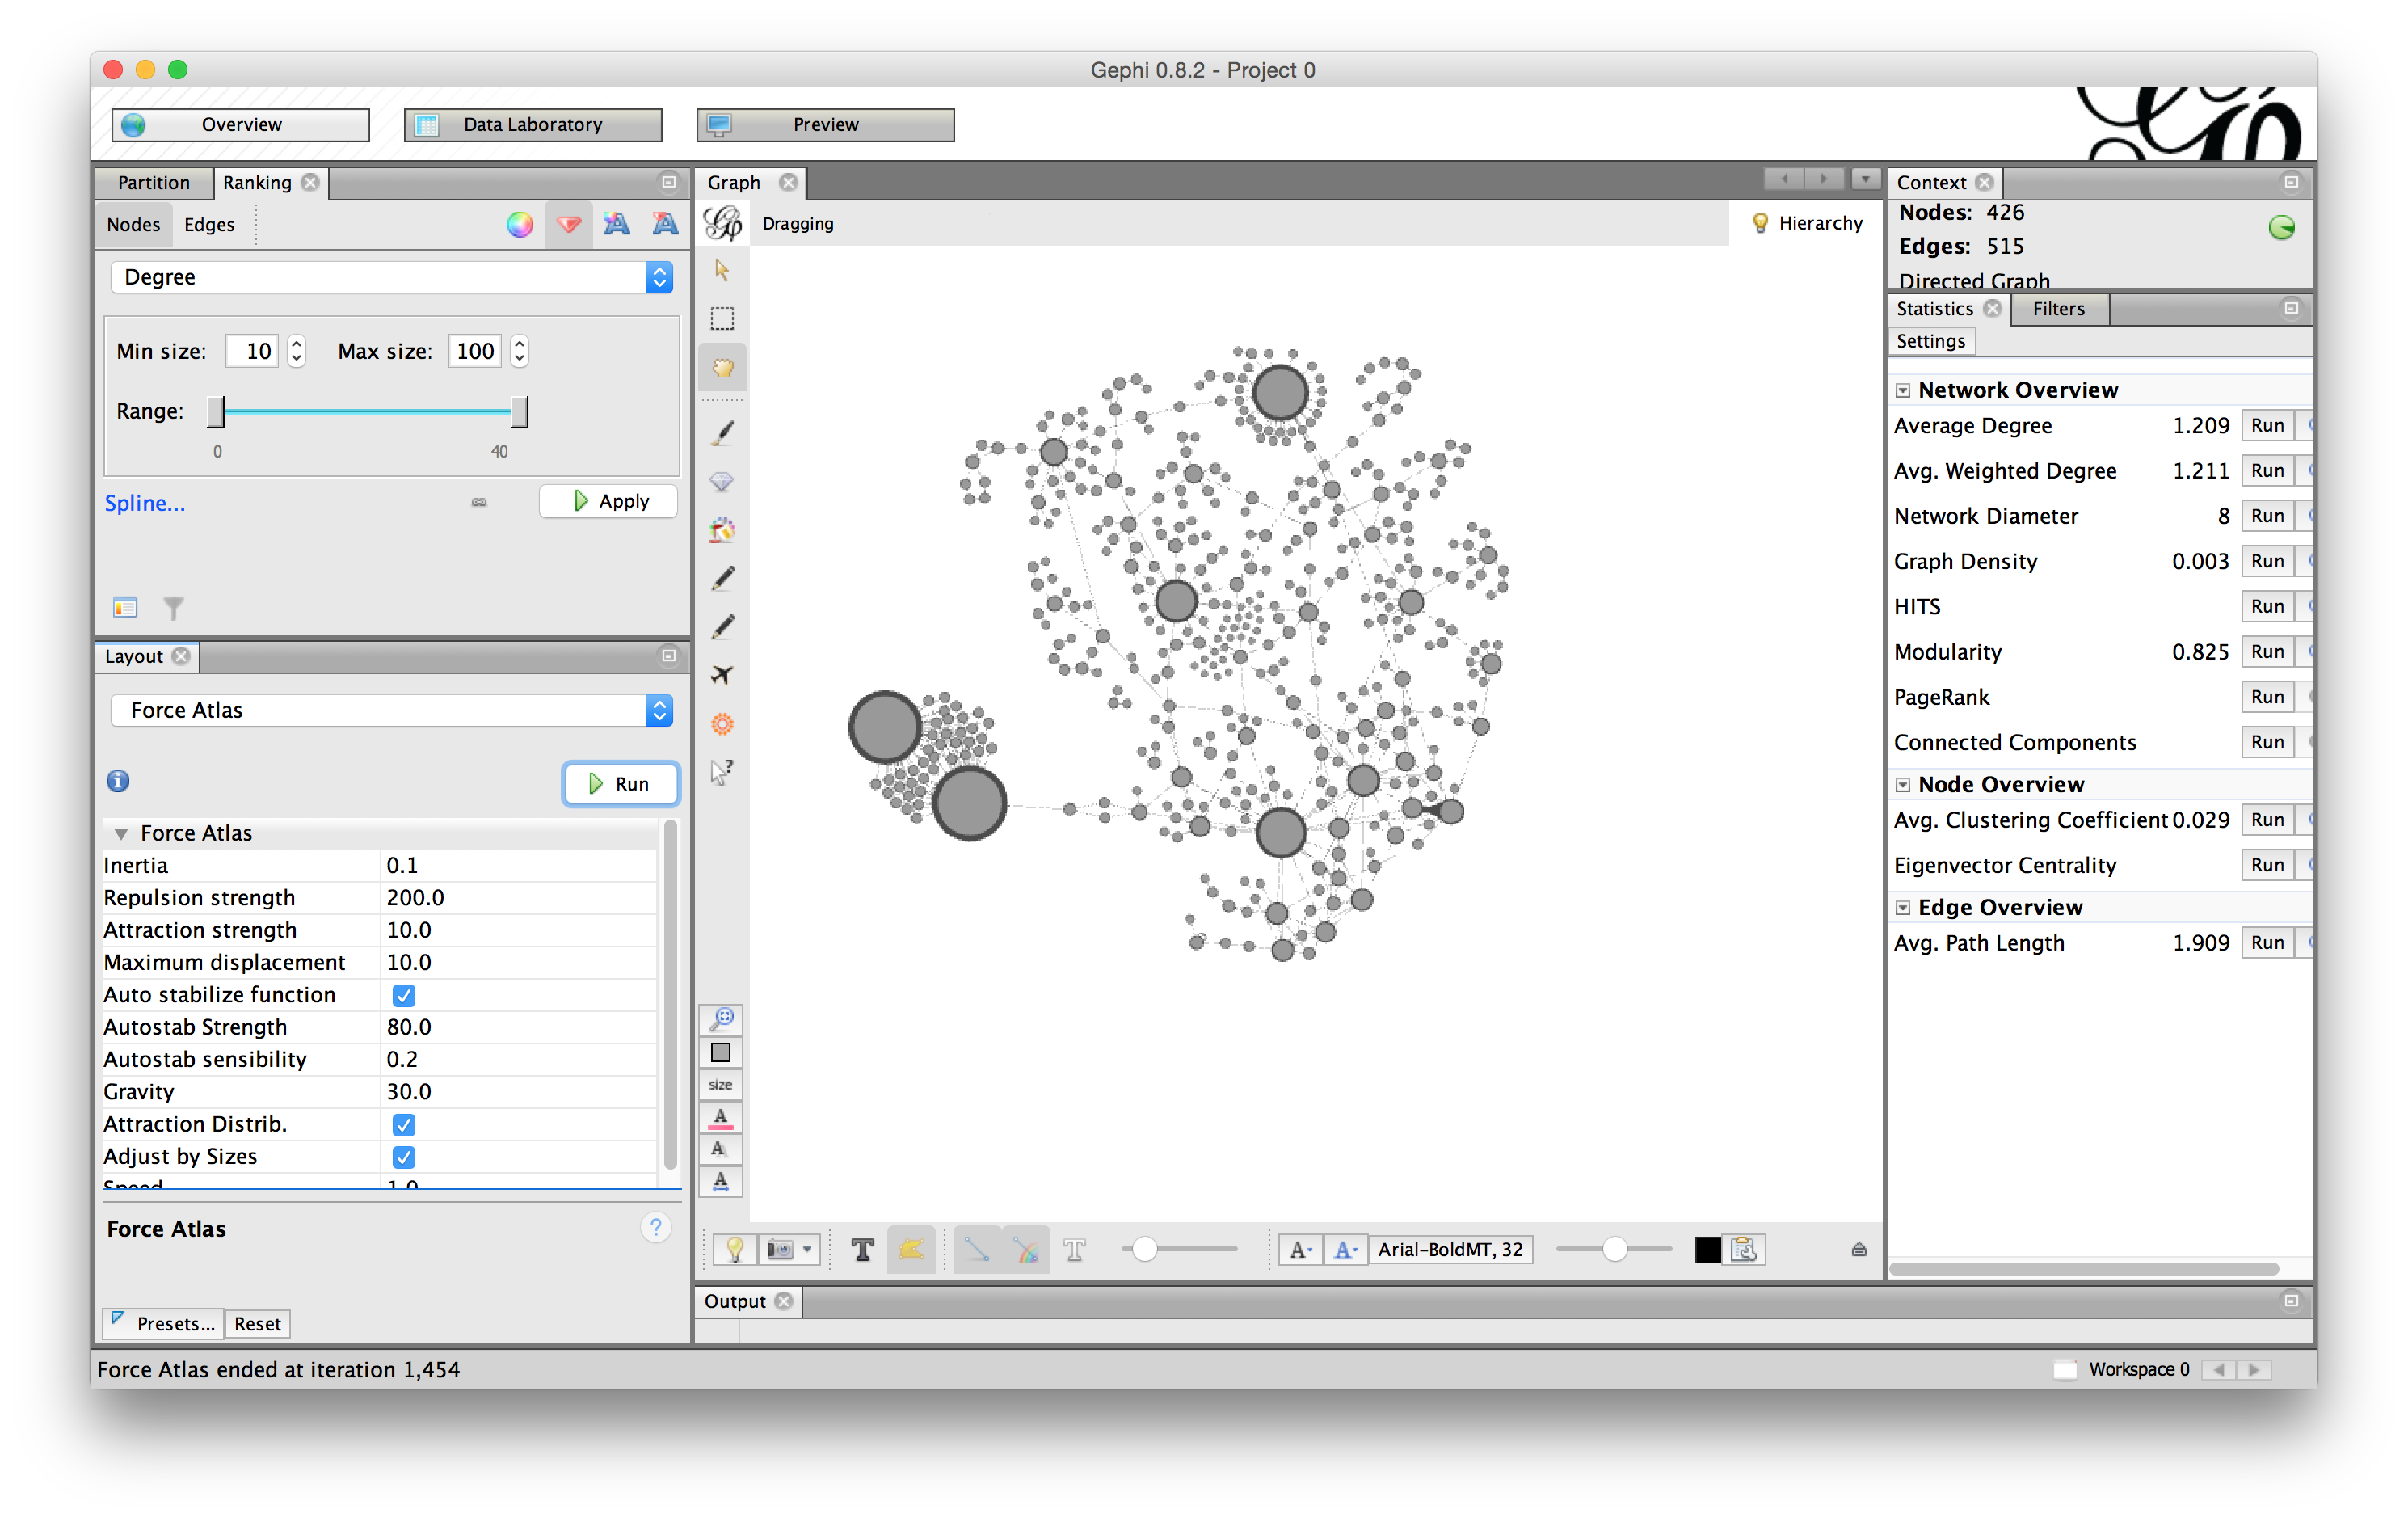 Gephi 0.8.2 - Project 0
Overview
Data Laboratory
Preview
Partition
Ranking
Nodes
Edges
Degree
Min size: 10 Max size: 100
Range:
0 40
Spline...
Apply
Layout
Force Atlas
Run
Force Atlas
Inertia 0.1
Repulsion strength 200.0
Attraction strength 10.0
Maximum displacement 10.0
Auto stabilize function
Autostab Strength 80.0
Autostab sensibility 0.2
Gravity 30.0
Attraction Distrib.
Adjust by Sizes
Speed 1.0
Force Atlas
?
Presets...
Reset
Force Atlas ended at iteration 1,454
Graph
Dragging
Hierarchy
size
A
A
A
T
T
A
A
Arial-BoldMT, 32
Output
Context
Nodes: 426
Edges: 515
Directed Graph
Statistics
Filters
Settings
Network Overview
Average Degree 1.209 Run
Avg. Weighted Degree 1.211 Run
Network Diameter 8 Run
Graph Density 0.003 Run
HITS Run
Modularity 0.825 Run
PageRank Run
Connected Components Run
Node Overview
Avg. Clustering Coefficient 0.029 Run
Eigenvector Centrality Run
Edge Overview
Avg. Path Length 1.909 Run
Workspace 0